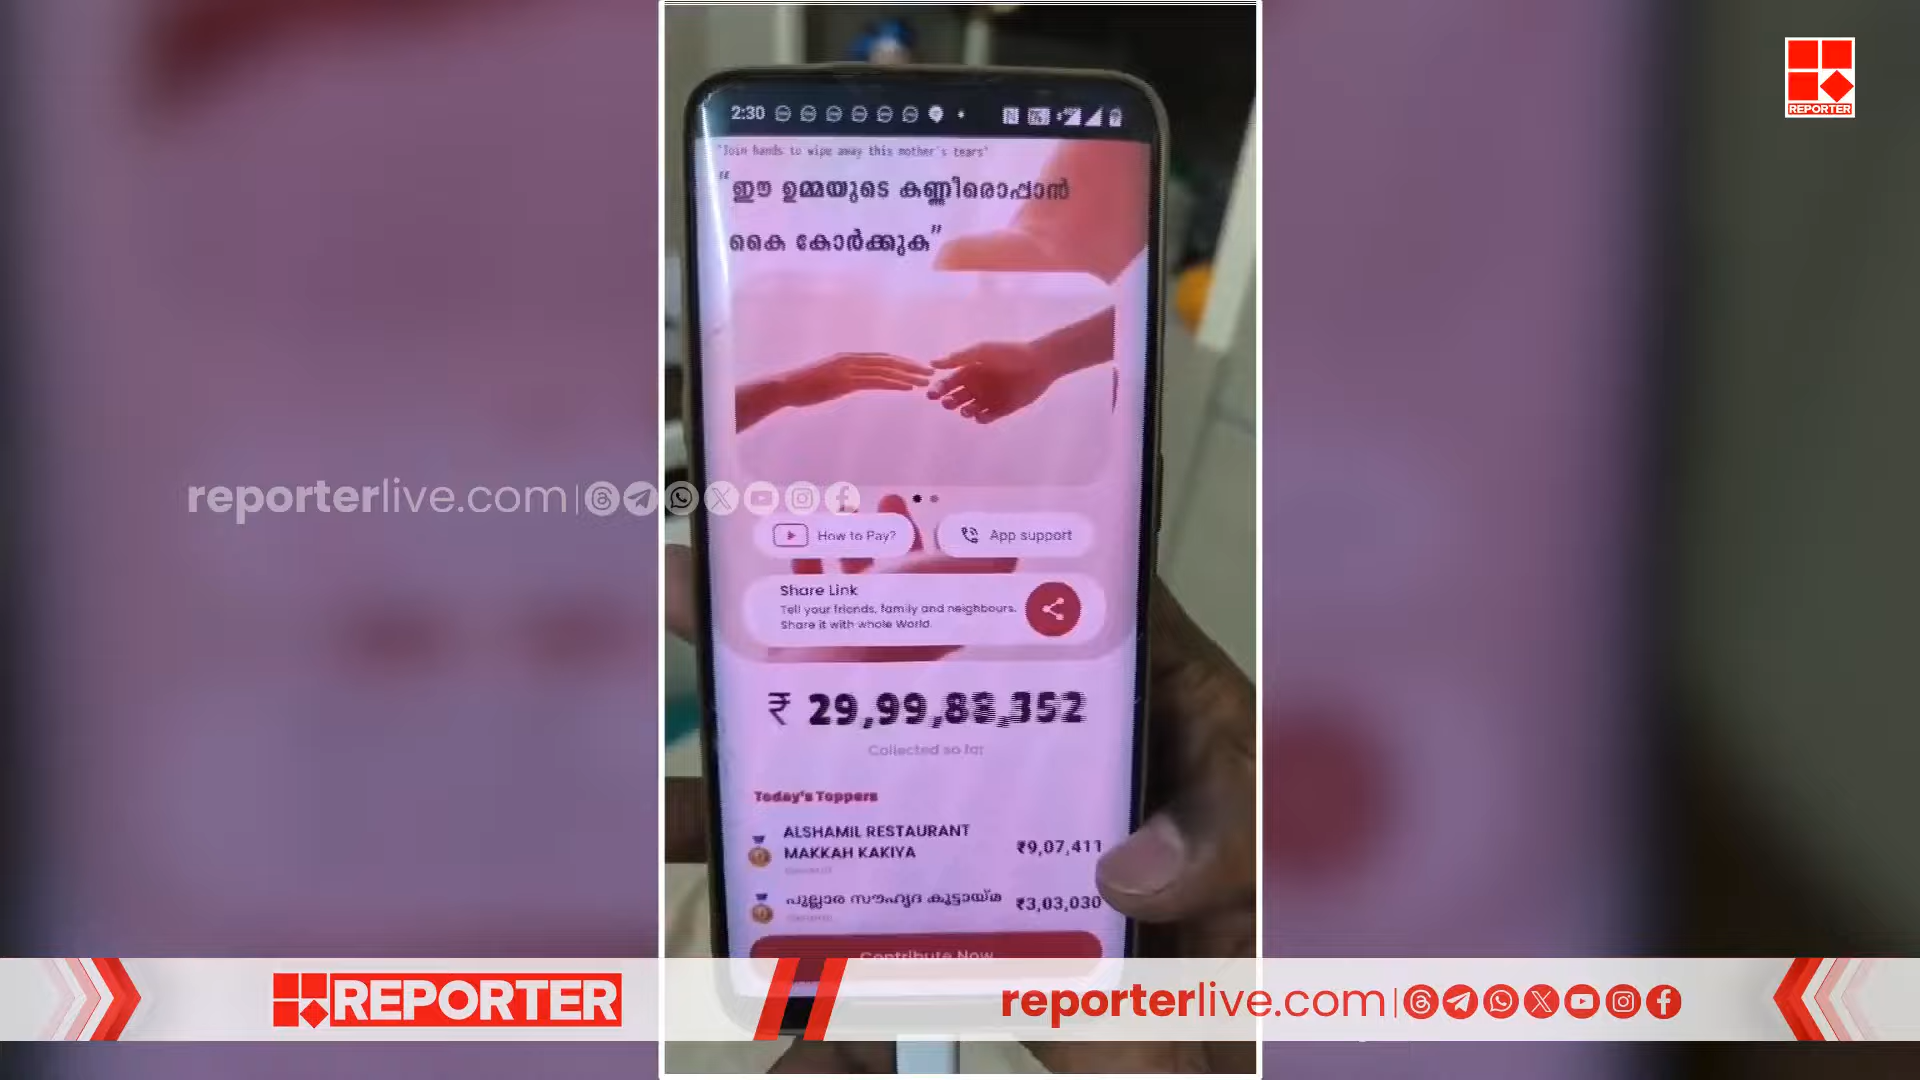 REPORTER
2:30
"Join hands to wipe away this mother's tears"
"ഈ ഉമ്മയുടെ കണ്ണീരൊപ്പാൻ
കൈ കോർക്കുക"
reporterlive.com
How to Pay?
App support
Share Link
Tell your friends, family and neighbours.
Share it with whole World.
₹ 29,99,88,352
Collected so far
Today's Toppers
ALSHAMIL RESTAURANT
MAKKAH KAKIYA
₹9,07,411
General
പുല്ലാര സൗഹൃദ കൂട്ടായ്മ
₹3,03,030
General
Contribute Now
REPORTER
reporterlive.com